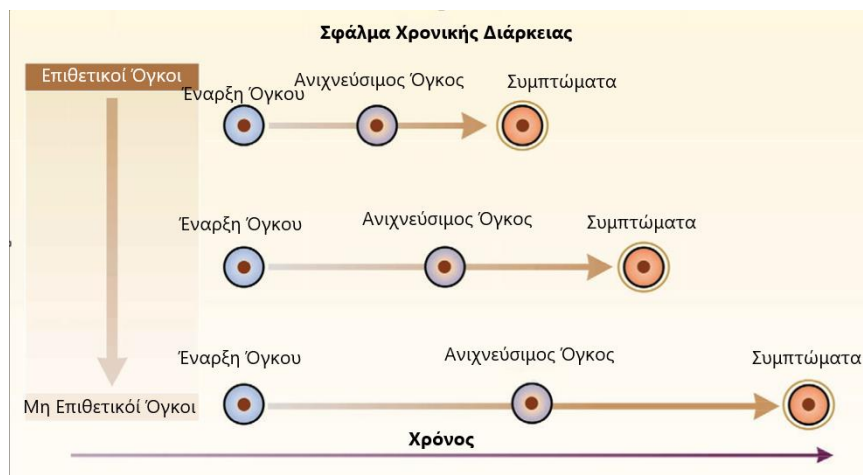 Σφάλμα Χρονικής Διάρκειας
Επιθετικοί Όγκοι
Έναρξη Όγκου
Ανιχνεύσιμος Όγκος
Συμπτώματα
Έναρξη Όγκου
Ανιχνεύσιμος Όγκος
Συμπτώματα
Έναρξη Όγκου
Ανιχνεύσιμος Όγκος
Συμπτώματα
Μη Επιθετικόί Όγκοι
Χρόνος